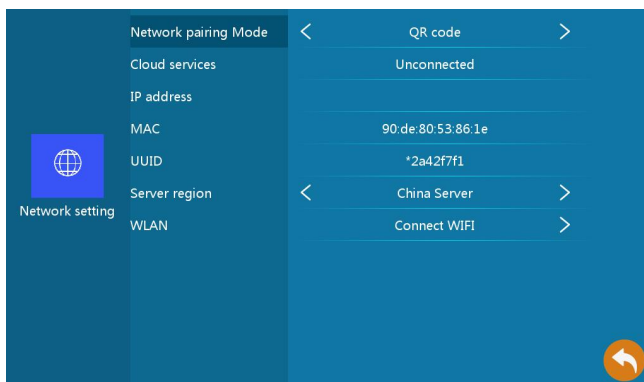 Network pairing Mode QR code
Cloud services Unconnected
IP address
MAC 90:de:80:53:86:1e
UUID *2a42f7f1
Server region China Server
Network setting
WLAN Connect WIFI